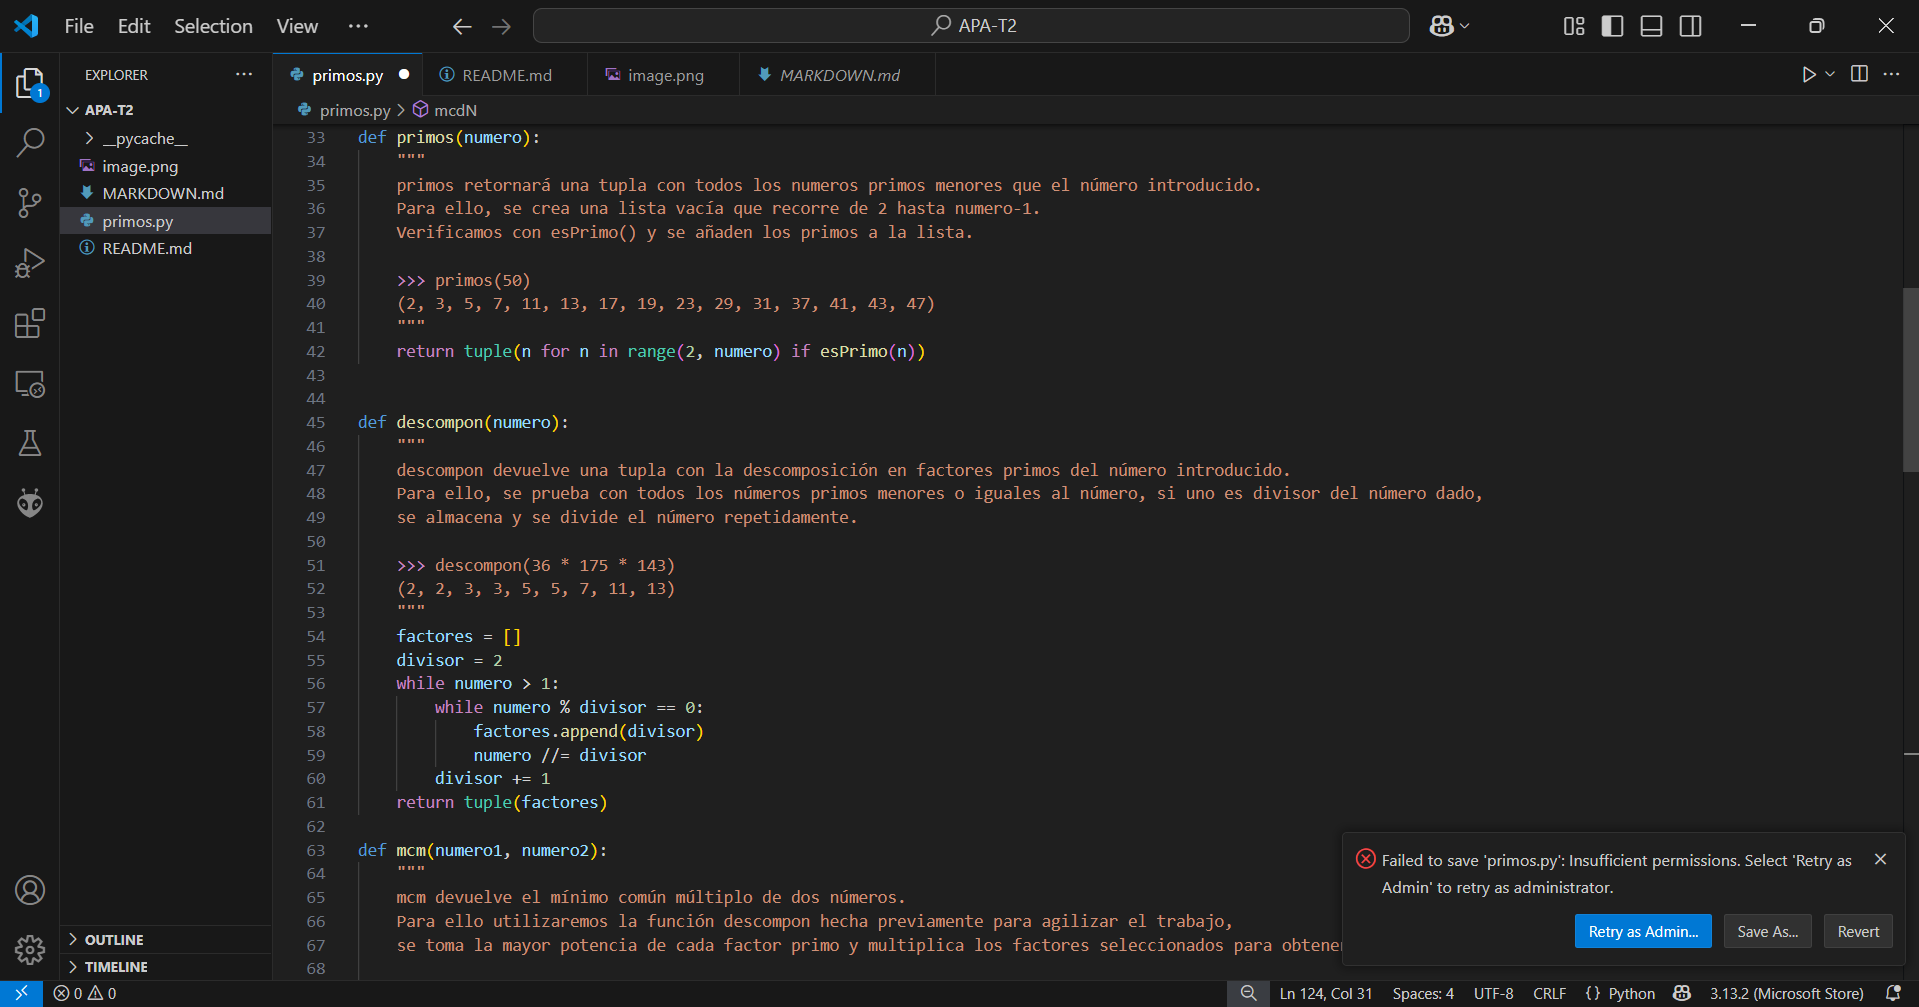 File Edit Selection View ···
APA-T2
EXPLORER ···
APA-T2
__pycache__
image.png
MARKDOWN.md
primos.py
README.md
OUTLINE
TIMELINE
1
primos.py README.md image.png MARKDOWN.md
primos.py > mcdN
33 def primos(numero):
34 """
35 primos retornará una tupla con todos los numeros primos menores que el número introducido.
36 Para ello, se crea una lista vacía que recorre de 2 hasta numero-1.
37 Verificamos con esPrimo() y se añaden los primos a la lista.
38
39 >>> primos(50)
40 (2, 3, 5, 7, 11, 13, 17, 19, 23, 29, 31, 37, 41, 43, 47)
41 """
42 return tuple(n for n in range(2, numero) if esPrimo(n))
43
44
45 def descompon(numero):
46 """
47 descompon devuelve una tupla con la descomposición en factores primos del número introducido.
48 Para ello, se prueba con todos los números primos menores o iguales al número, si uno es divisor del número dado,
49 se almacena y se divide el número repetidamente.
50
51 >>> descompon(36 * 175 * 143)
52 (2, 2, 3, 3, 5, 5, 7, 11, 13)
53 """
54 factores = []
55 divisor = 2
56 while numero > 1:
57 while numero % divisor == 0:
58 factores.append(divisor)
59 numero //= divisor
60 divisor += 1
61 return tuple(factores)
62
63 def mcm(numero1, numero2):
64 """
65 mcm devuelve el mínimo común múltiplo de dos números.
66 Para ello utilizaremos la función descompon hecha previamente para agilizar el trabajo,
67 se toma la mayor potencia de cada factor primo y multiplica los factores seleccionados para obtener
68
Failed to save 'primos.py': Insufficient permissions. Select 'Retry as
Admin' to retry as administrator.
Retry as Admin... Save As... Revert
0 0 Ln 124, Col 31 Spaces: 4 UTF-8 CRLF {} Python 3.13.2 (Microsoft Store)